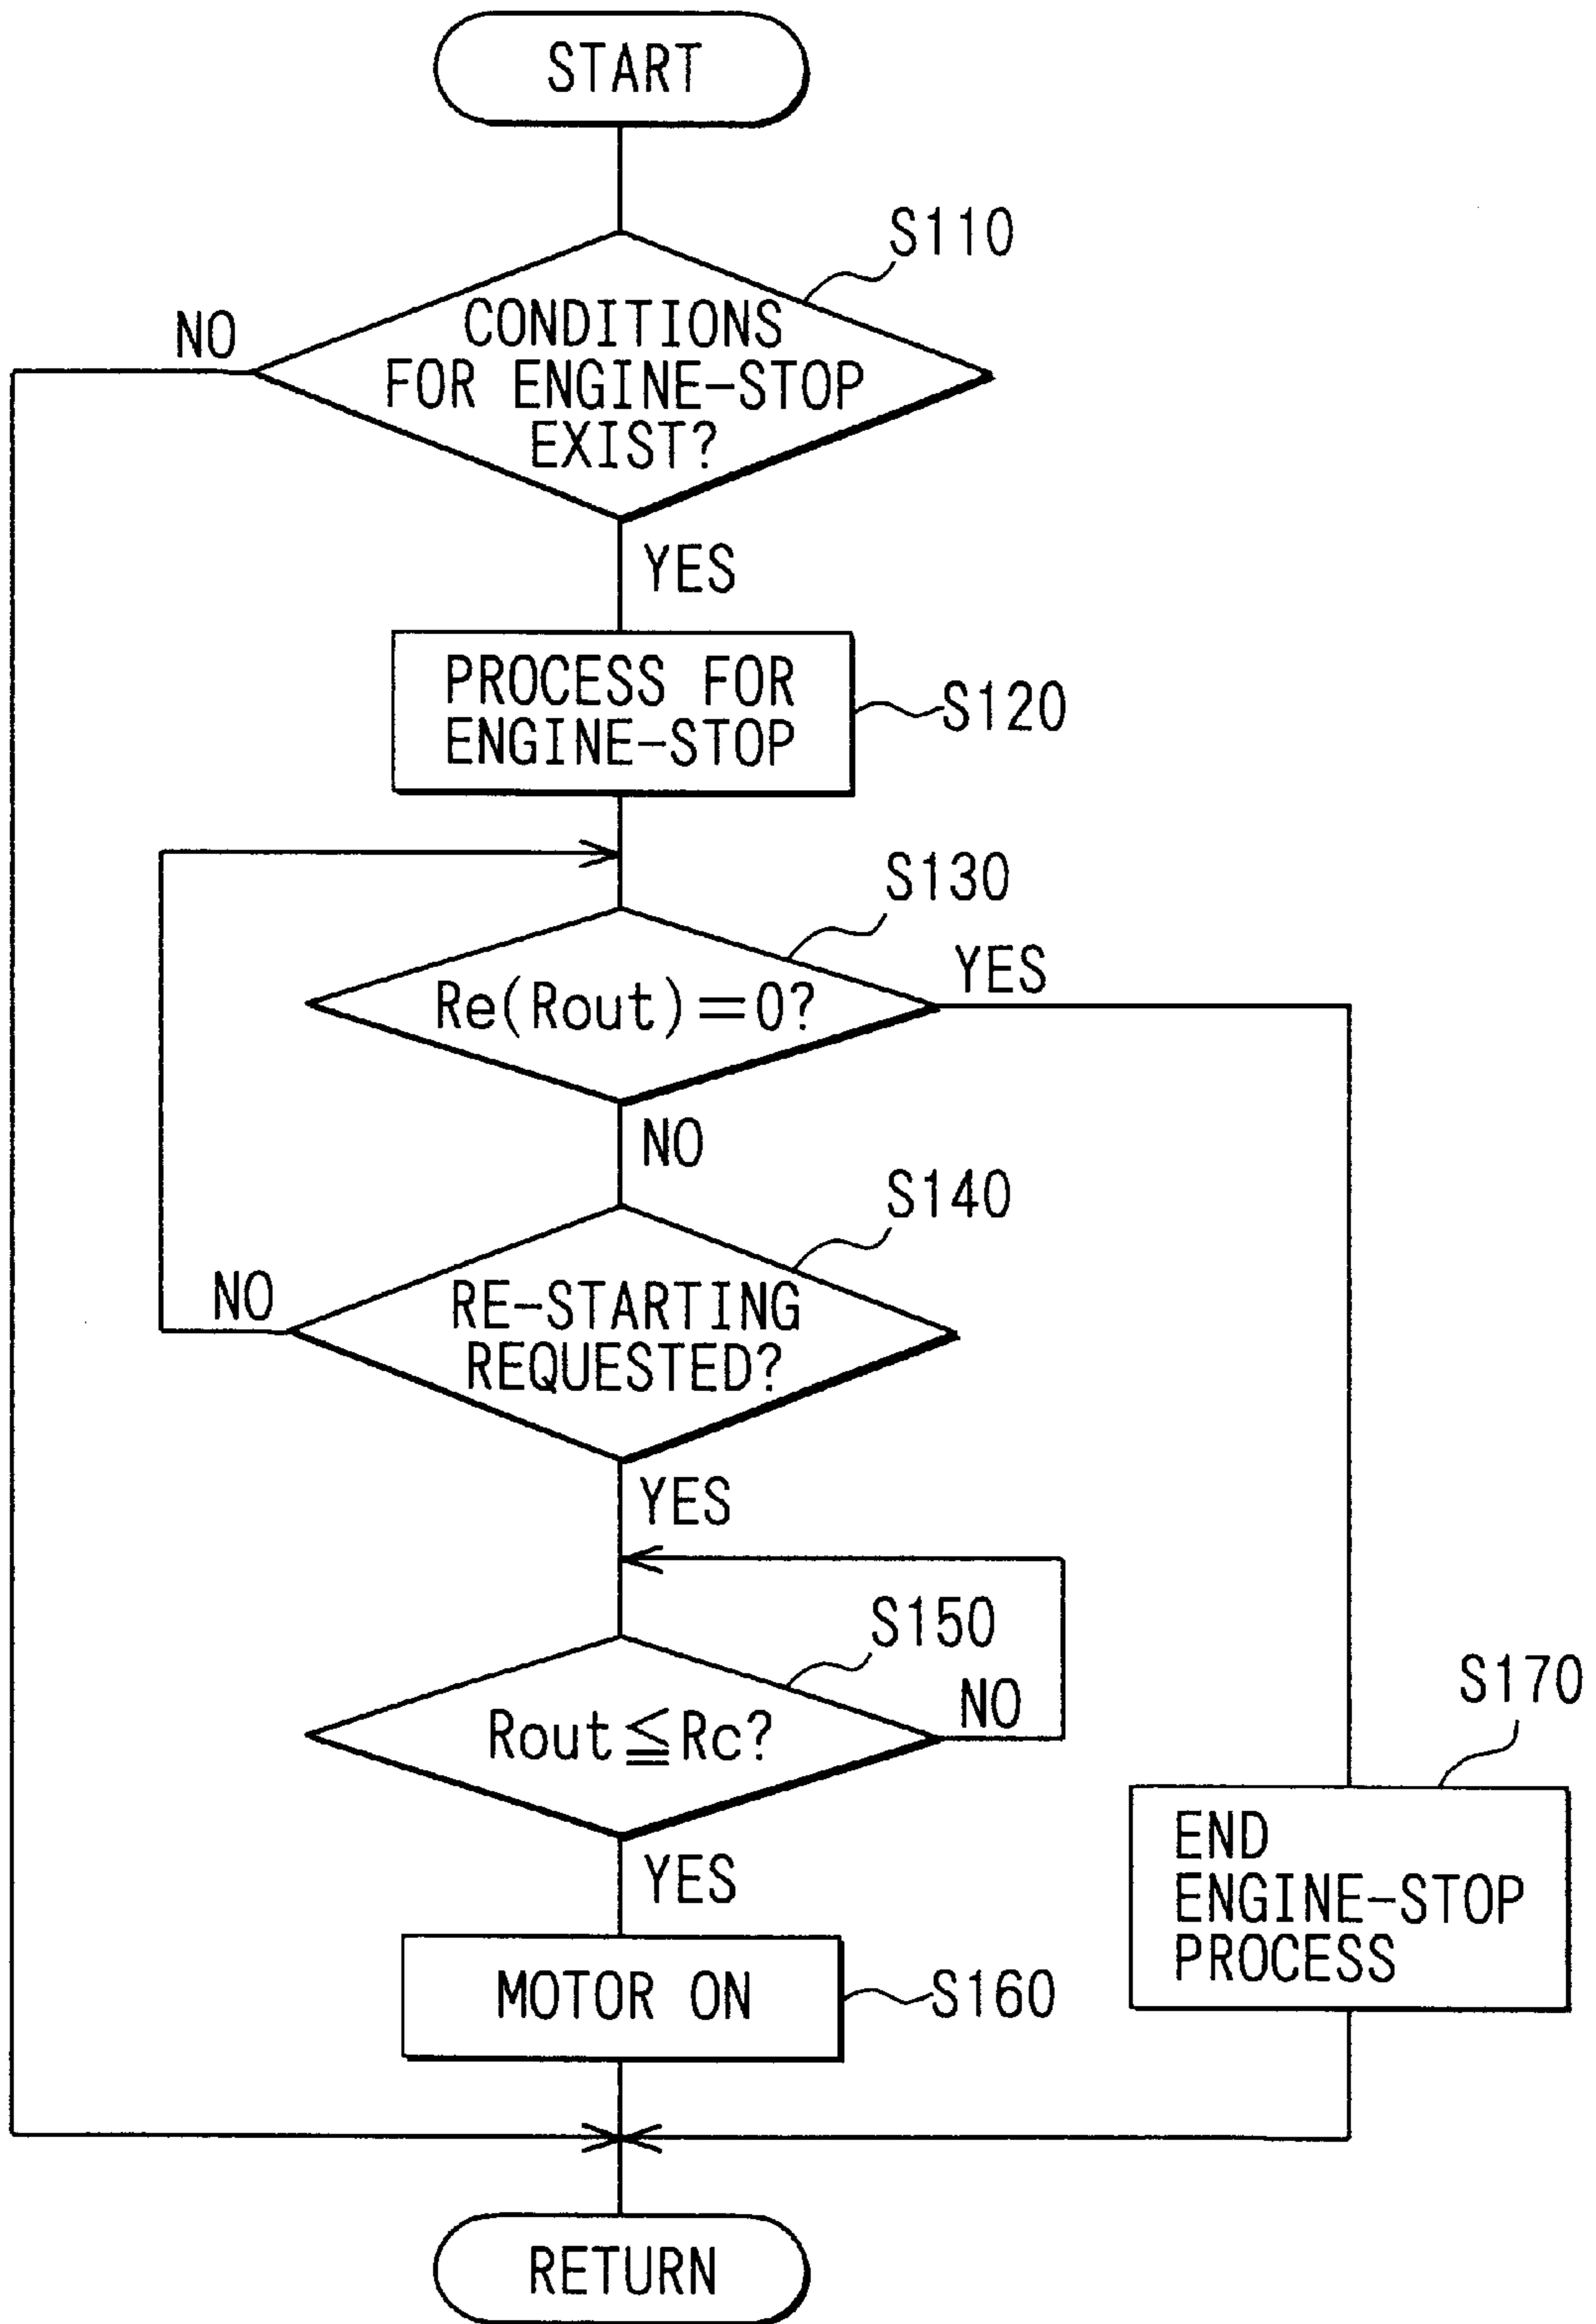 START
S110
NO
CONDITIONS
FOR ENGINE-STOP
EXIST?
YES
PROCESS FOR
ENGINE-STOP
S120
S130
Re(Rout)=0?
YES
NO
S140
NO
RE-STARTING
REQUESTED?
YES
S150
Rout≦Rc?
NO
S170
YES
END
ENGINE-STOP
PROCESS
MOTOR ON
S160
RETURN